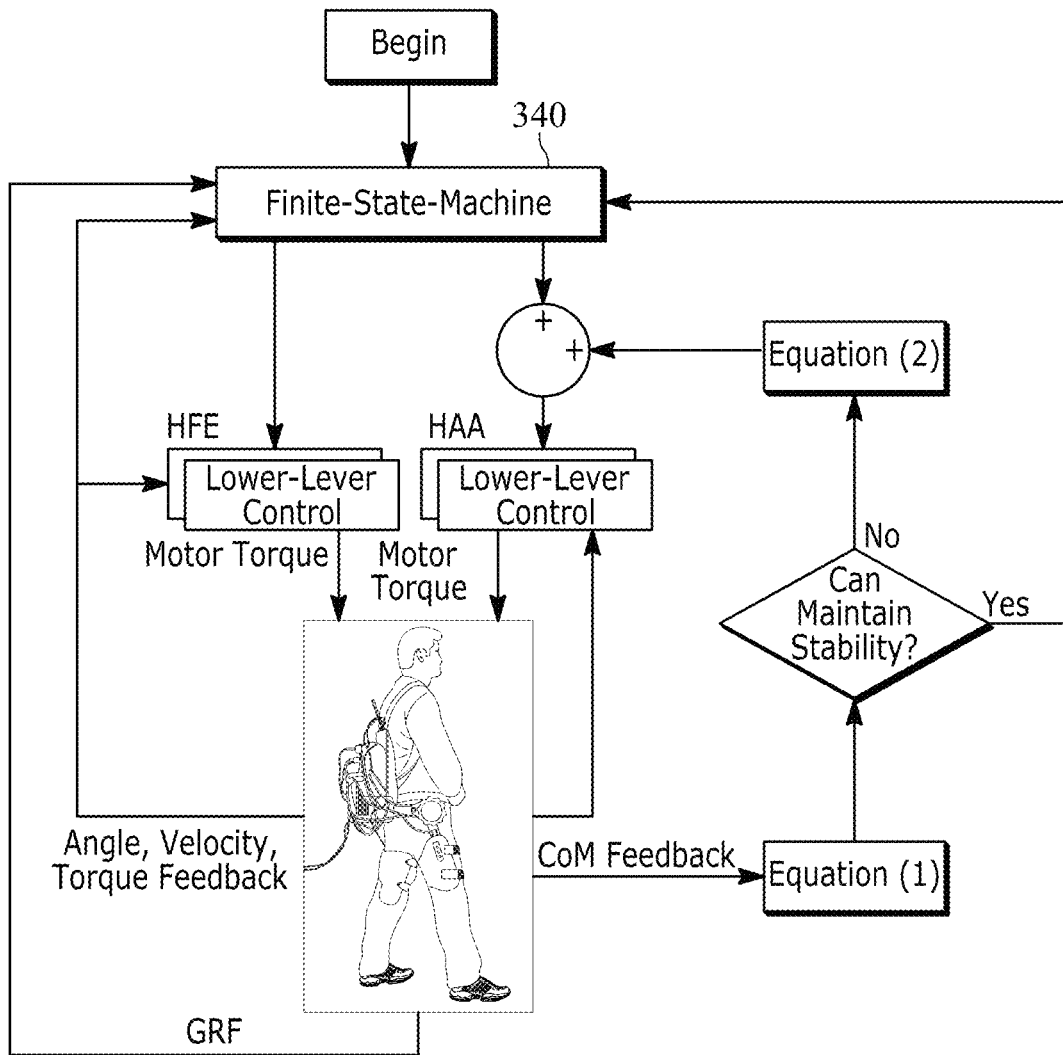 Begin
340
Finite-State-Machine
+
+
Equation (2)
HFE
HAA
Lower-Lever
Control
Lower-Lever
Control
Motor Torque
Motor
Torque
No
Can
Maintain
Stability?
Yes
Angle, Velocity,
Torque Feedback
CoM Feedback
Equation (1)
GRF